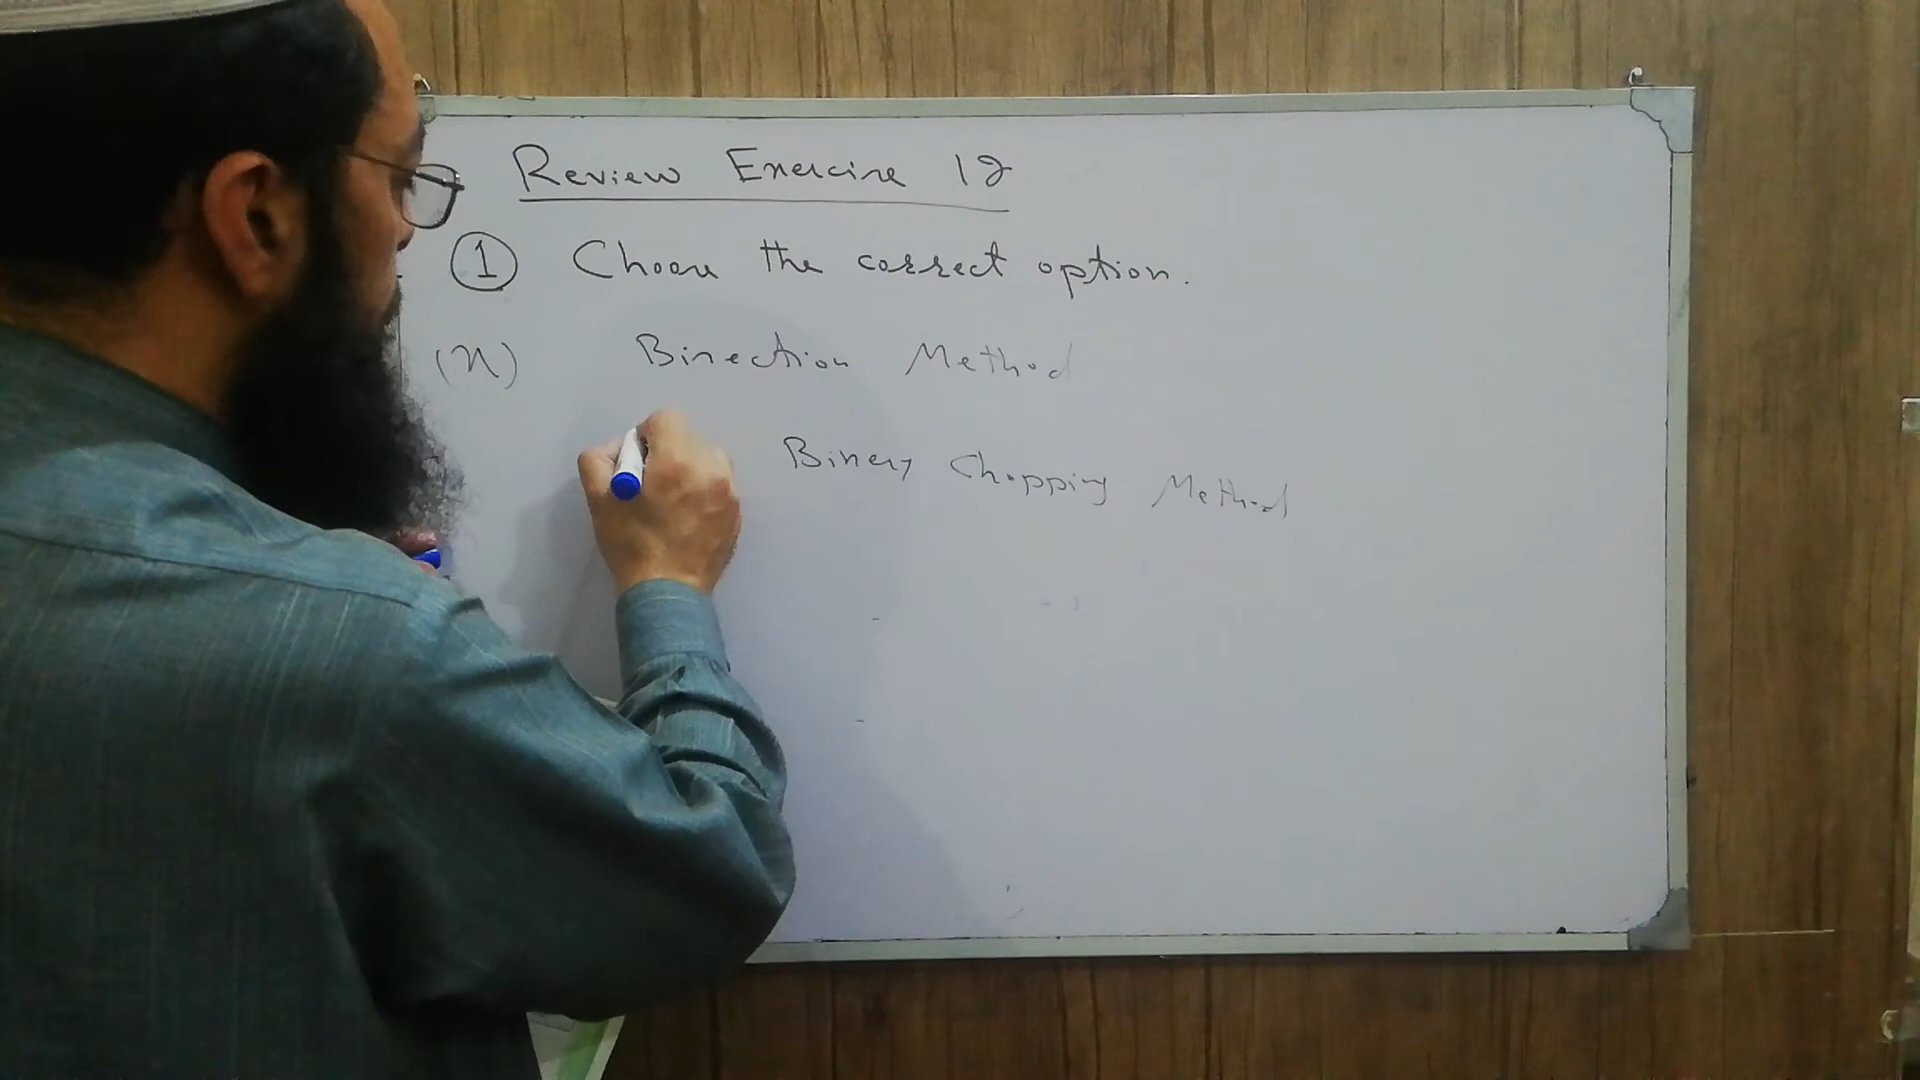 Review Exercise 12
① Choose the correct option.
(x) Bisection Method
Binary Chopping Method